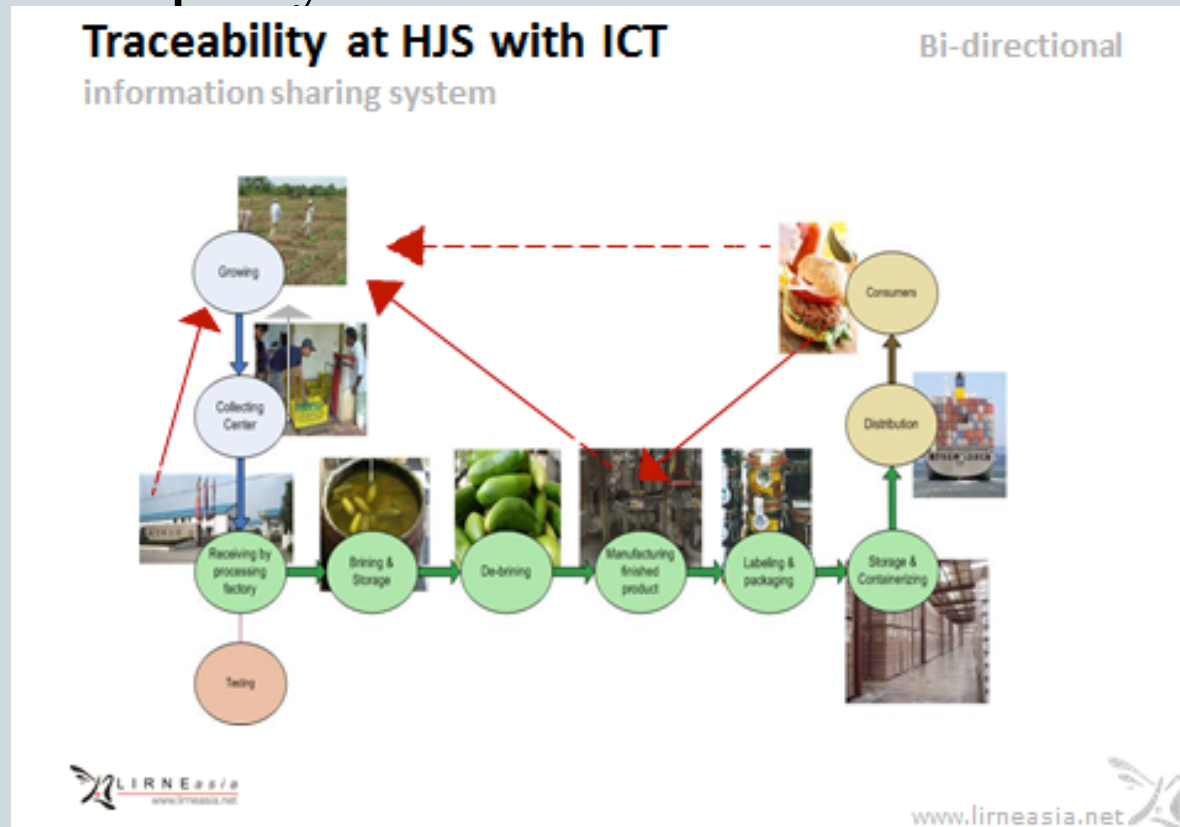 Traceability at HJS with ICT
Bi-directional
information sharing system
Growing
Consumers
Collecting
Center
Distribution
Receiving by
processing
factory
Brining &
Storage
De-brining
Manufacturing
finished
product
Labeling &
packaging
Storage &
Containerizing
Testing
LIRNEasia
www.lirneasia.net
www.lirneasia.net